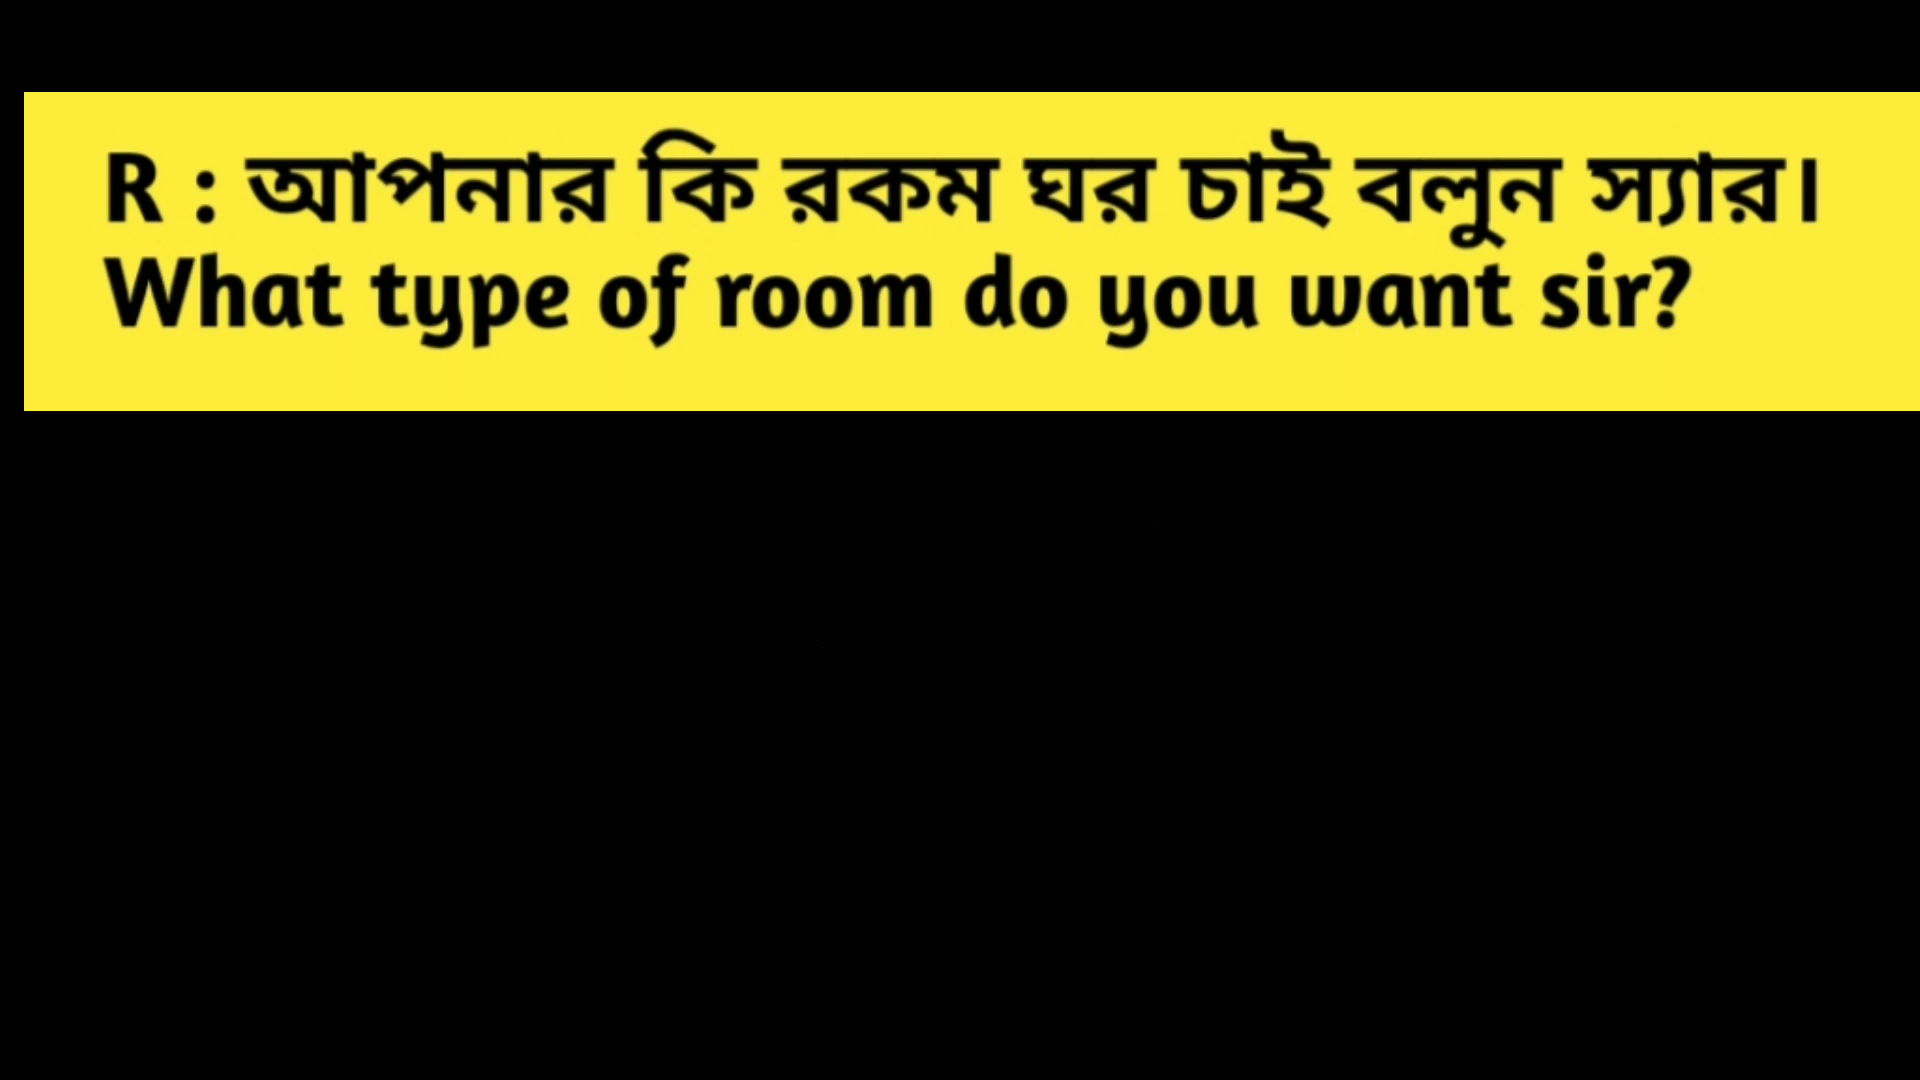 R : আপনার কি রকম ঘর চাই বলুন স্যার।
What type of room do you want sir?